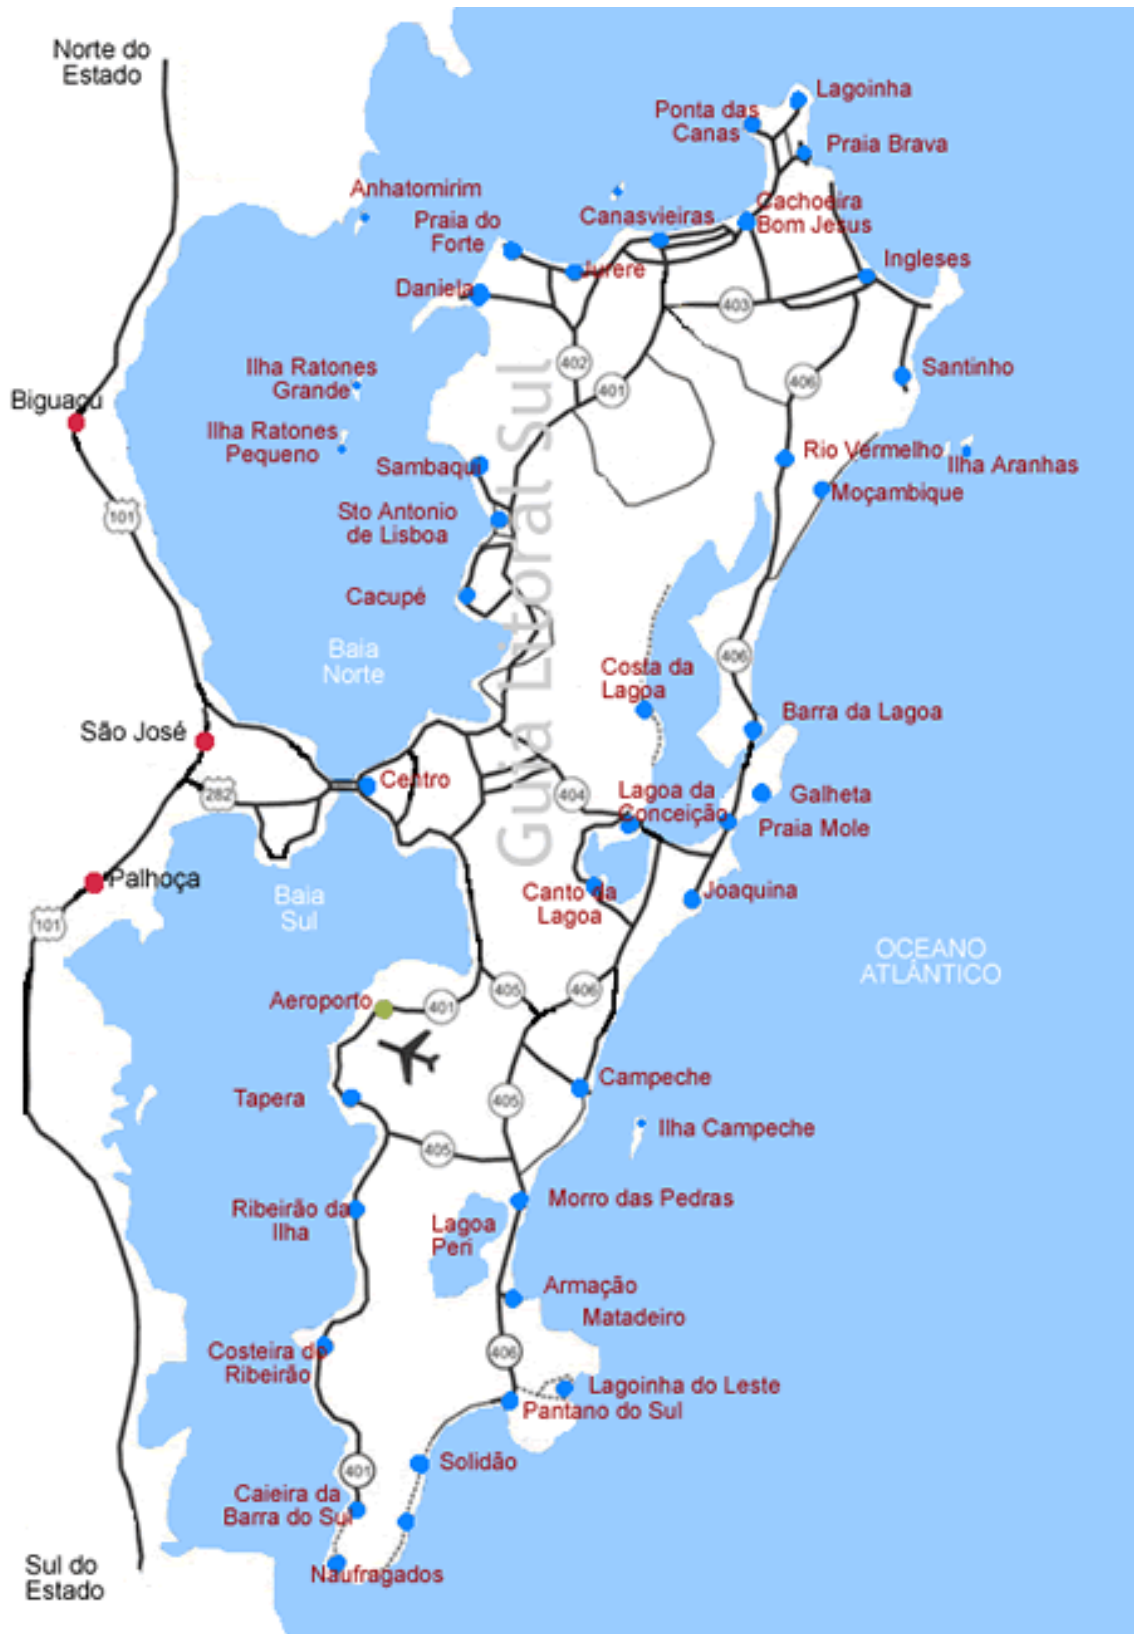 Norte do
Estado
Lagoinha
Ponta das
Canas
Praia Brava
Anhatomirim
Cachoeira
Bom Jesus
Canasvieiras
Praia do
Forte
Jurere
Ingleses
Daniela
403
402
Ilha Ratones
Grande
401
406
Santinho
Biguaçu
Ilha Ratones
Pequeno
Sambaqui
Rio Vermelho
Ilha Aranhas
Moçambique
101
Sto Antonio
de Lisboa
Cacupé
Guia Litoral Sul
Baia
Norte
406
Costa da
Lagoa
Barra da Lagoa
São José
Centro
282
404
Lagoa da
Conceição
Galheta
Praia Mole
Palhoça
Baia
Sul
Canto da
Lagoa
Joaquina
101
OCEANO
ATLÂNTICO
Aeroporto
401
405
406
Campeche
Tapera
405
Ilha Campeche
405
Morro das Pedras
Ribeirão da
Ilha
Lagoa
Peri
Armação
Matadeiro
Costeira do
Ribeirão
406
Lagoinha do Leste
Pantano do Sul
Solidão
401
Caieira da
Barra do Sul
Sul do
Estado
Naufragados